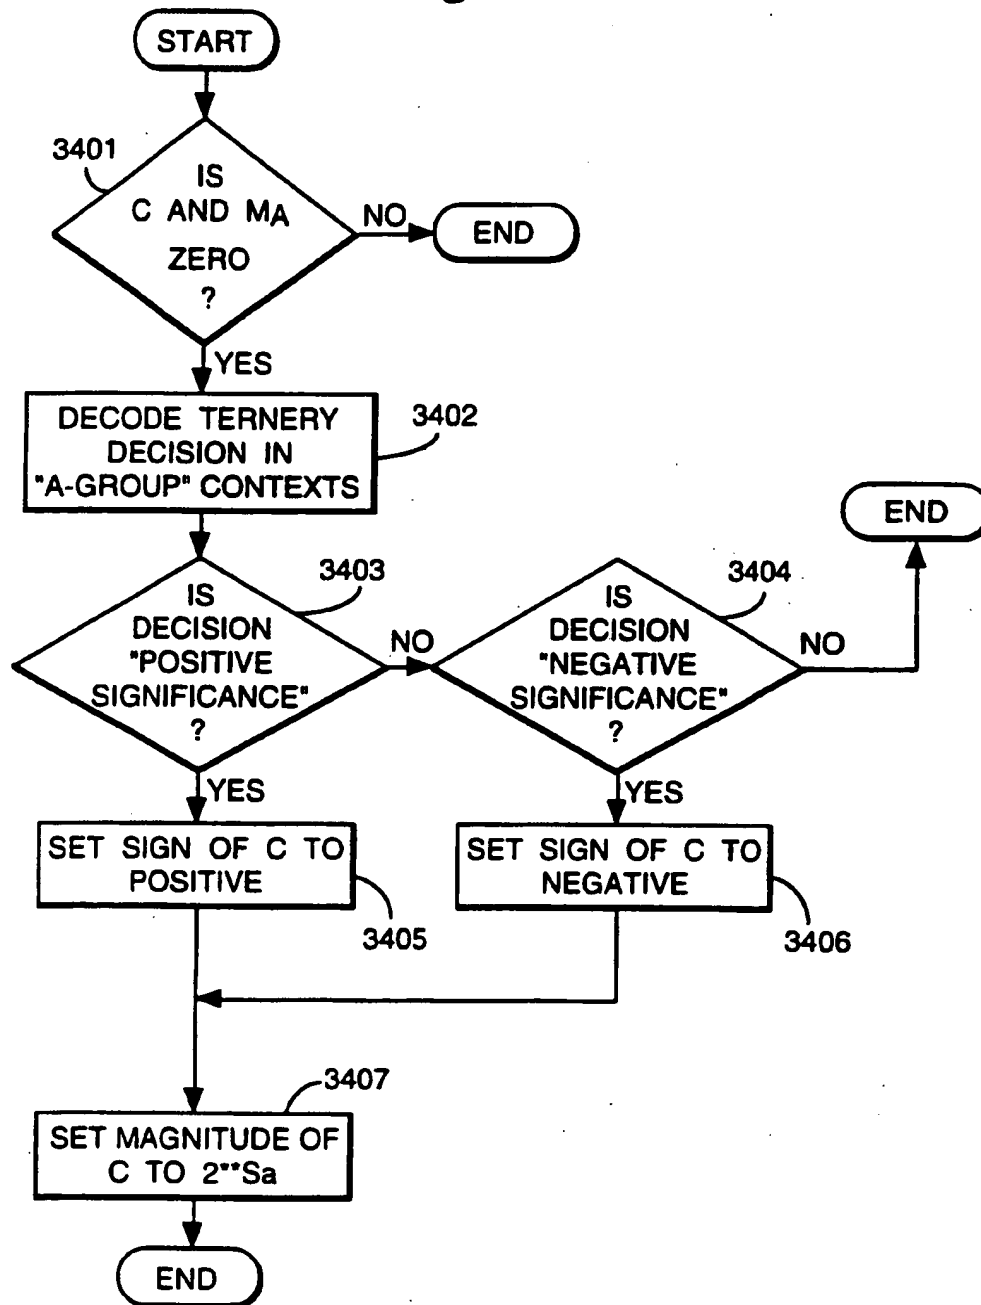 START
3401
IS
C AND MA
ZERO
?
NO
END
YES
DECODE TERNERY
DECISION IN
"A-GROUP" CONTEXTS
3402
END
3403
IS
DECISION
"POSITIVE
SIGNIFICANCE"
?
NO
3404
IS
DECISION
"NEGATIVE
SIGNIFICANCE"
?
NO
YES
YES
SET SIGN OF C TO
POSITIVE
3405
SET SIGN OF C TO
NEGATIVE
3406
3407
SET MAGNITUDE OF
C TO 2**Sa
END